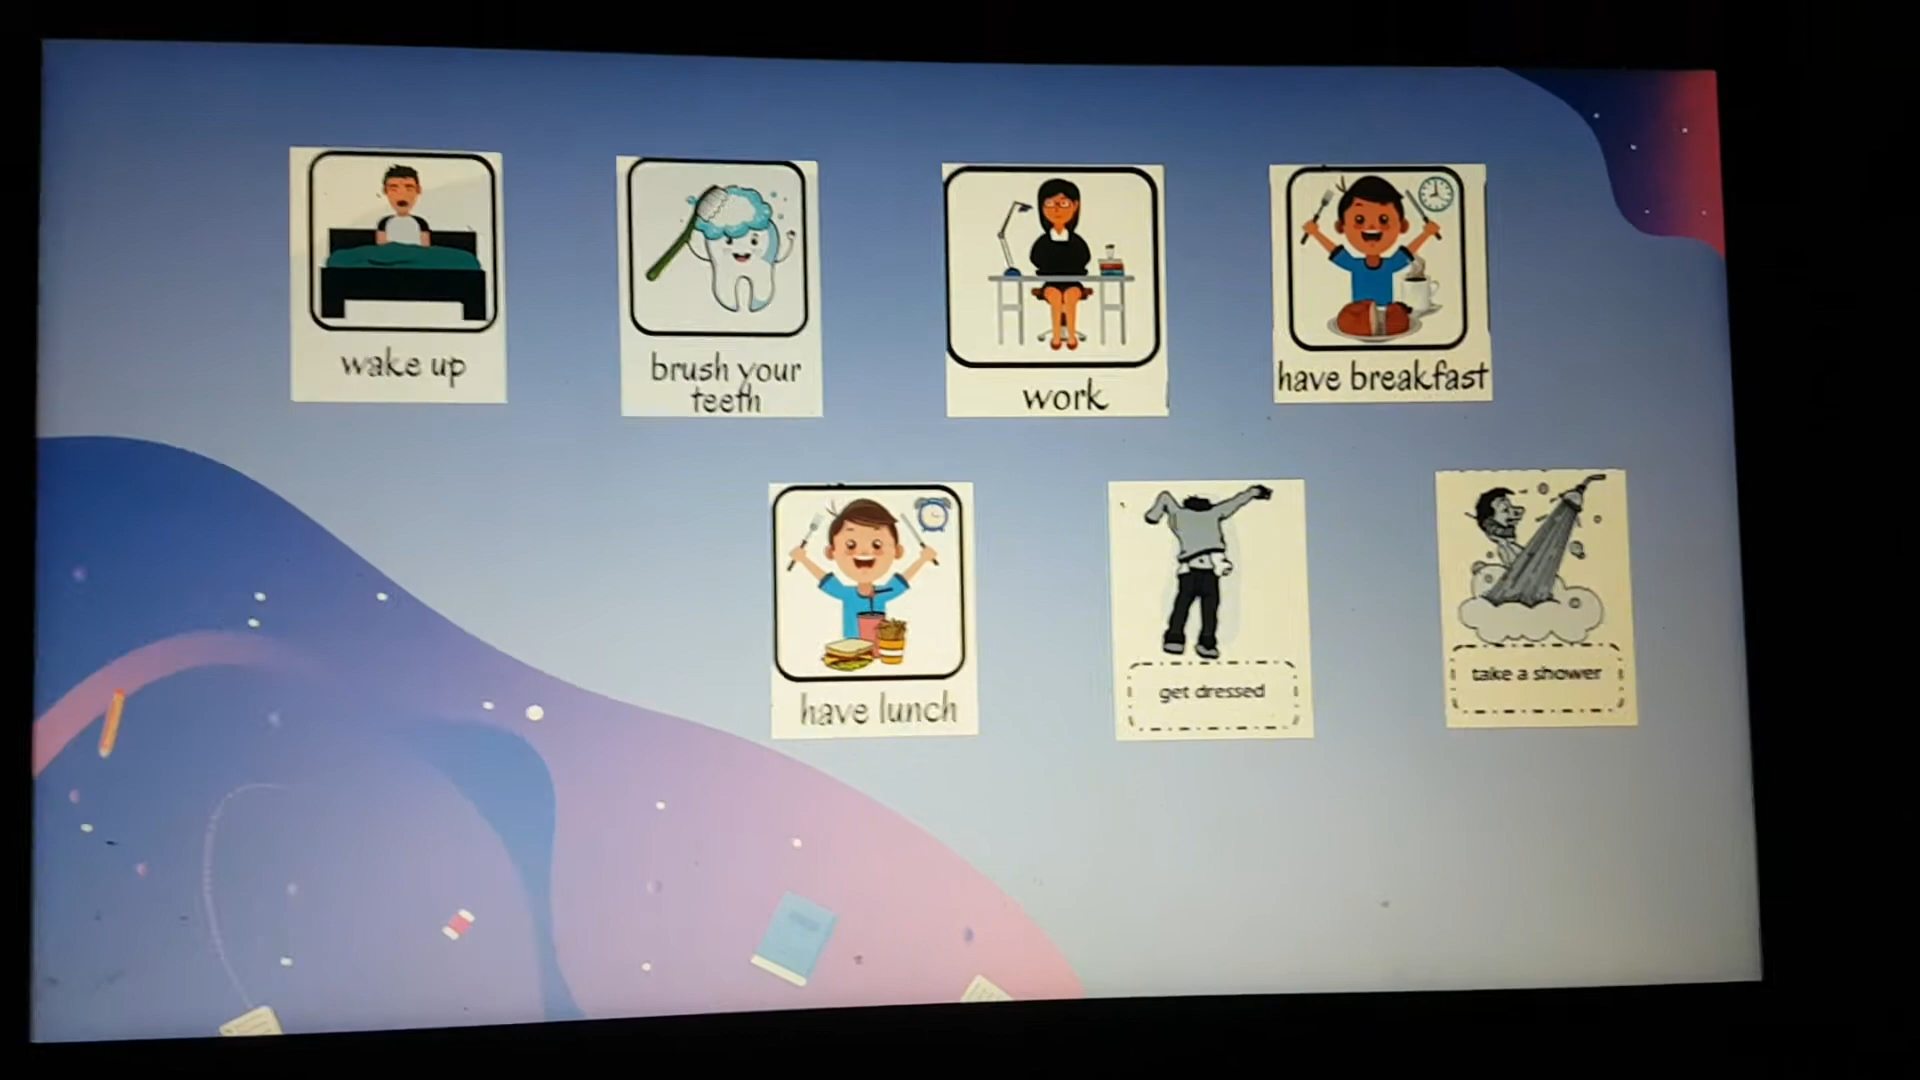 wake up
brush your
teeth
work
have breakfast
have lunch
get dressed
take a shower